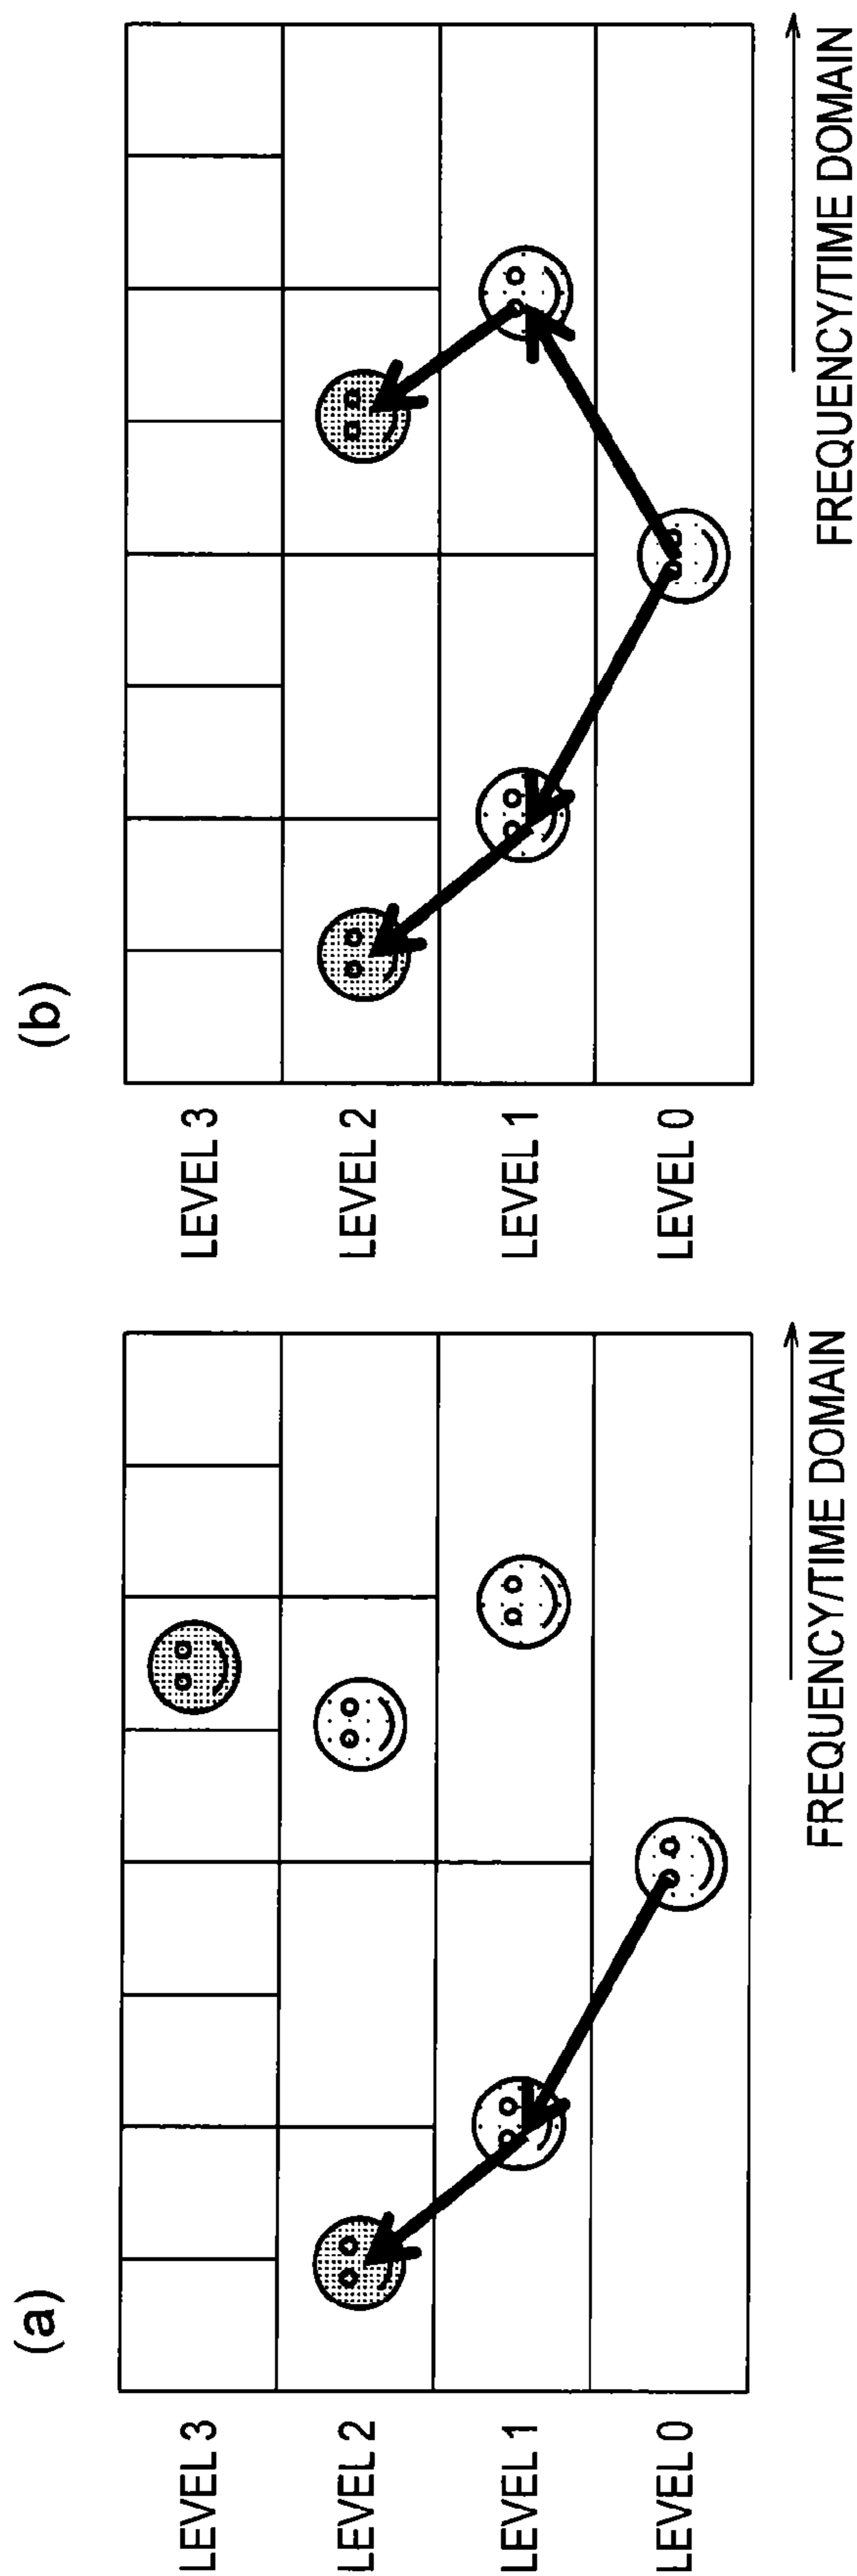 (a)
LEVEL 3
LEVEL 2
LEVEL 1
LEVEL 0
FREQUENCY/TIME DOMAIN
(b)
LEVEL 3
LEVEL 2
LEVEL 1
LEVEL 0
FREQUENCY/TIME DOMAIN